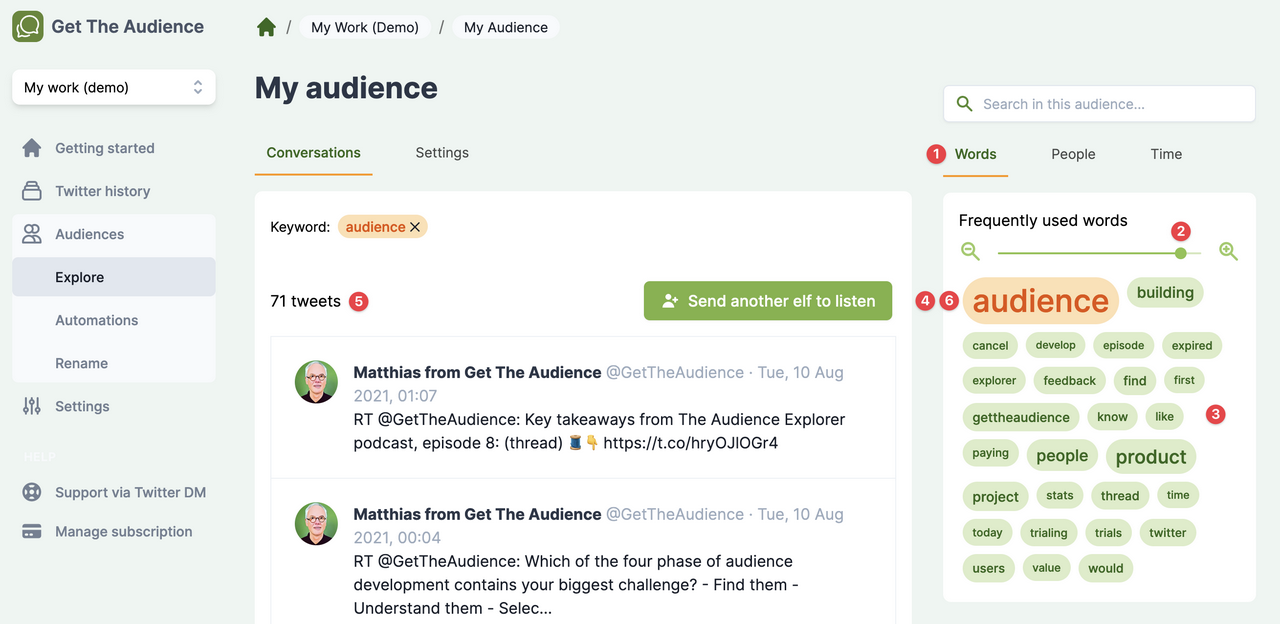 Get The Audience
/ My Work (Demo) / My Audience
My work (demo)
My audience
Search in this audience...
Getting started
Twitter history
Audiences
Explore
Automations
Rename
Settings
HELP
Support via Twitter DM
Manage subscription
Conversations Settings
Keyword: audience
71 tweets 5
Send another elf to listen
Matthias from Get The Audience @GetTheAudience · Tue, 10 Aug
2021, 01:07
RT @GetTheAudience: Key takeaways from The Audience Explorer
podcast, episode 8: (thread) 🧵👇 https://t.co/hryOJlOGr4
Matthias from Get The Audience @GetTheAudience · Tue, 10 Aug
2021, 00:04
RT @GetTheAudience: Which of the four phase of audience
development contains your biggest challenge? - Find them -
Understand them - Selec...
1 Words People Time
Frequently used words
2
4 6 audience building
cancel develop episode expired
explorer feedback find first
gettheaudience know like 3
paying people product
project stats thread time
today trialing trials twitter
users value would